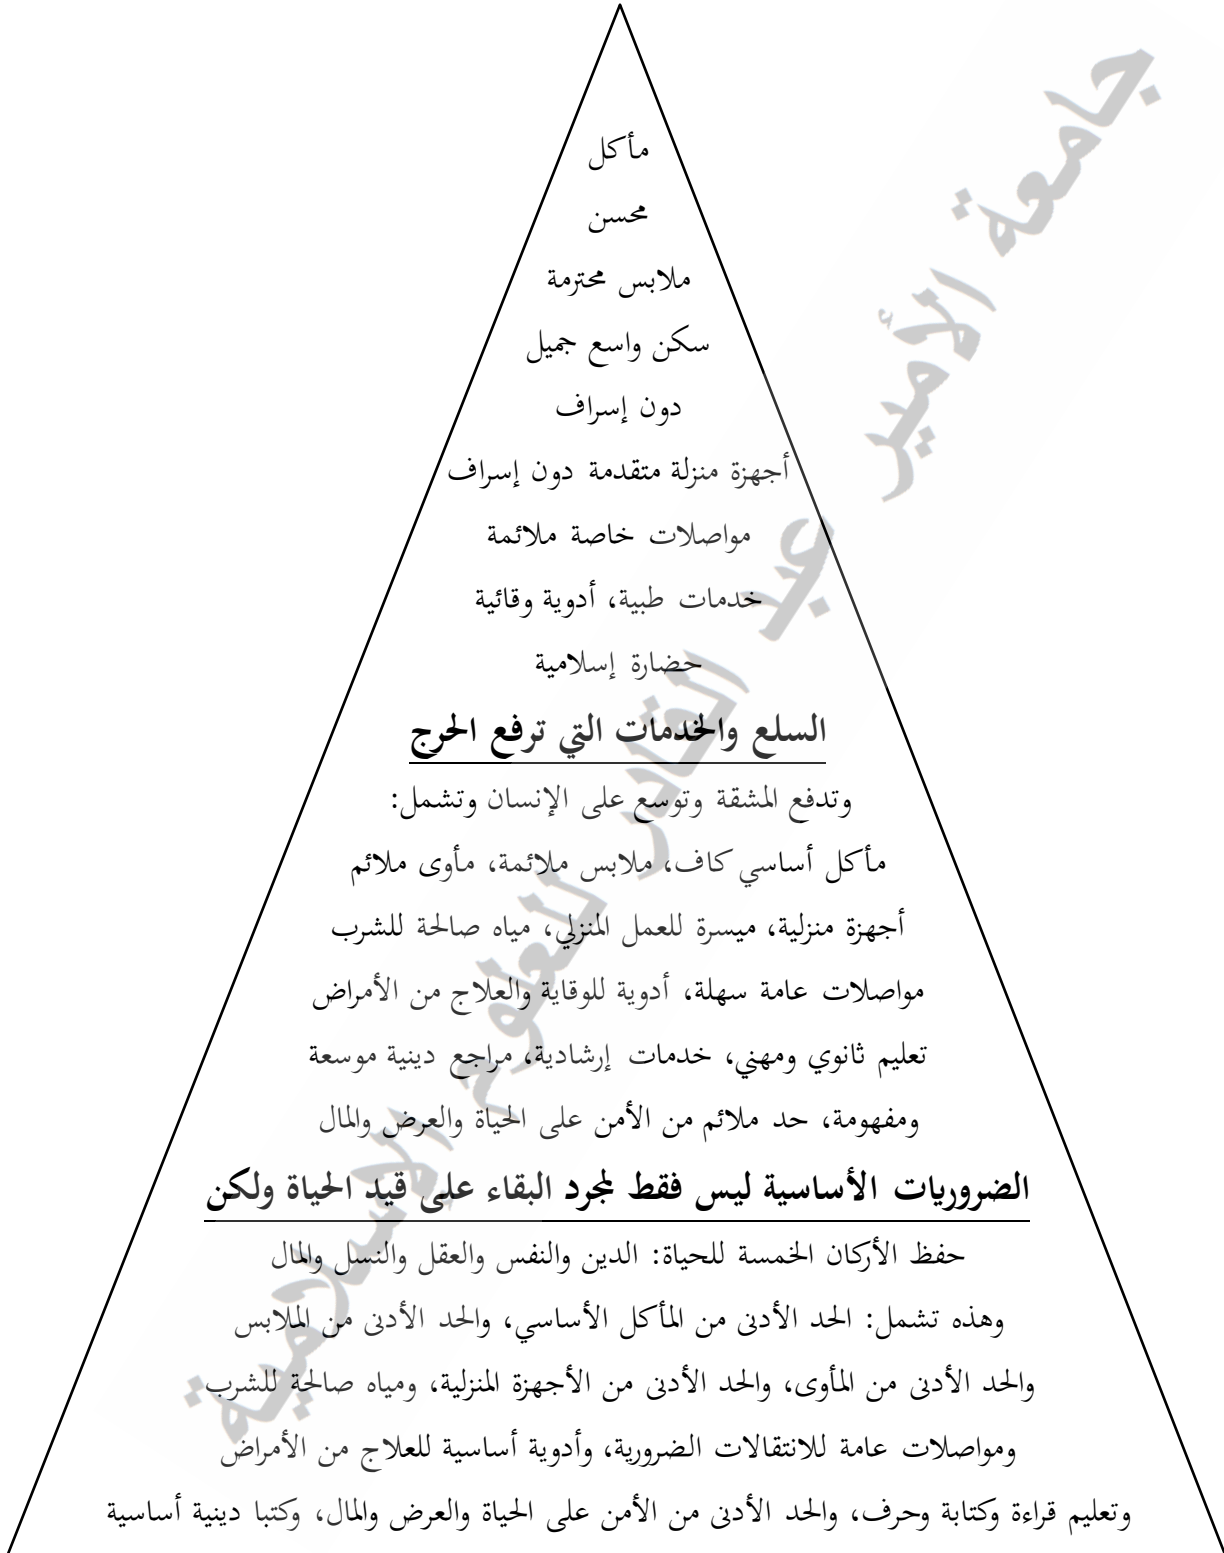 مأكل
محسن
ملابس محترمة
سكن واسع جميل
دون إسراف
أجهزة منزلة متقدمة دون إسراف
مواصلات خاصة ملائمة
خدمات طبية، أدوية وقائية
حضارة إسلامية
السلع والخدمات التي ترفع الحرج
وتدفع المشقة وتوسع على الإنسان وتشمل:
مأكل أساسي كاف، ملابس ملائمة، مأوى ملائم
أجهزة منزلية، ميسرة للعمل المنزلي، مياه صالحة للشرب
مواصلات عامة سهلة، أدوية للوقاية والعلاج من الأمراض
تعليم ثانوي ومهني، خدمات إرشادية، مراجع دينية موسعة
ومفهومة، حد ملائم من الأمن على الحياة والعرض والمال
الضروريات الأساسية ليس فقط لمجرد البقاء على قيد الحياة ولكن
حفظ الأركان الخمسة للحياة: الدين والنفس والعقل والنسل والمال
وهذه تشمل: الحد الأدنى من المأكل الأساسي، والحد الأدنى من الملابس
والحد الأدنى من المأوى، والحد الأدنى من الأجهزة المنزلية، ومياه صالحة للشرب
ومواصلات عامة للانتقالات الضرورية، وأدوية أساسية للعلاج من الأمراض
وتعليم قراءة وكتابة وحرف، والحد الأدنى من الأمن على الحياة والعرض والمال، وكتبا دينية أساسية
جامعة الأمير عبد القادر للعلوم الإسلامية